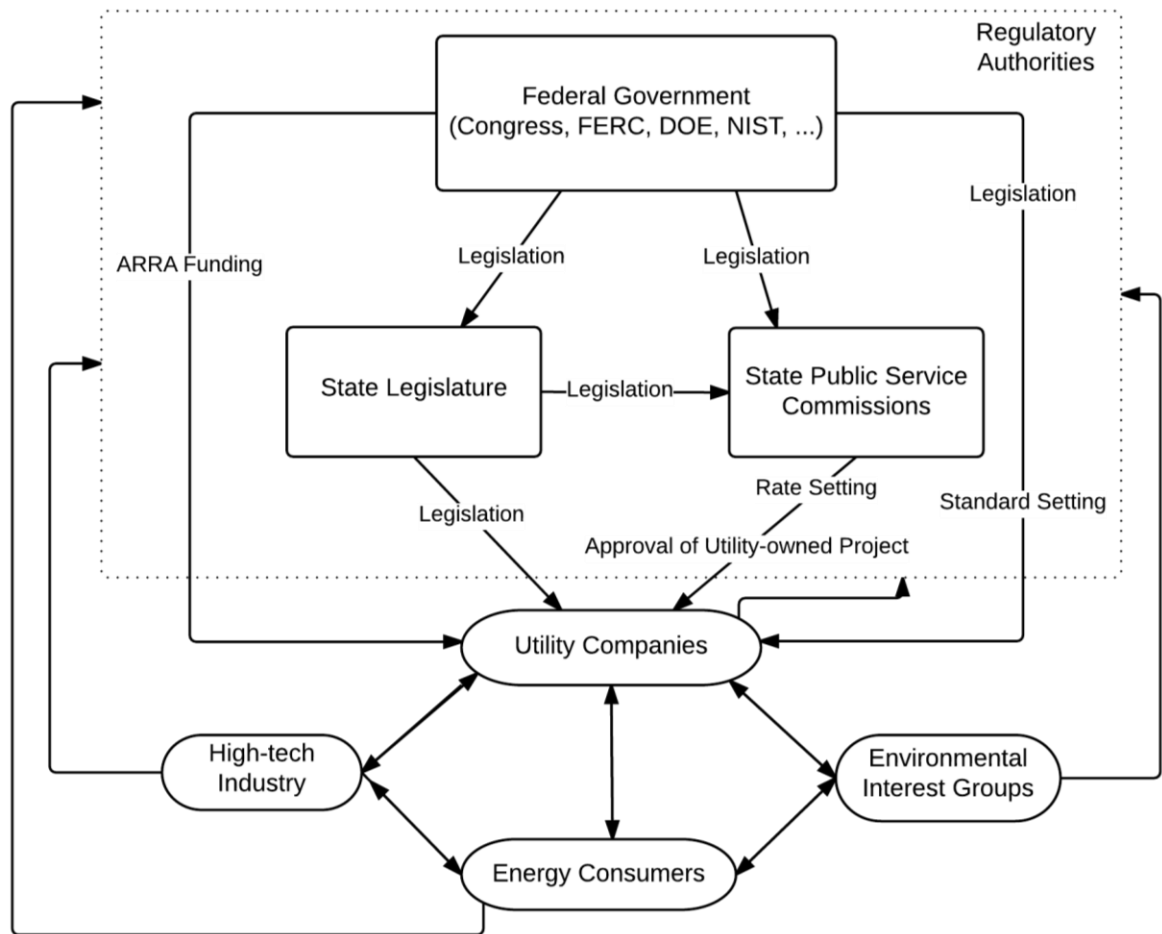 Regulatory
Authorities
Federal Government
(Congress, FERC, DOE, NIST, ...)
Legislation
ARRA Funding
Legislation
Legislation
State Legislature
Legislation
State Public Service
Commissions
Rate Setting
Standard Setting
Legislation
Approval of Utility-owned Project
Utility Companies
High-tech
Industry
Environmental
Interest Groups
Energy Consumers